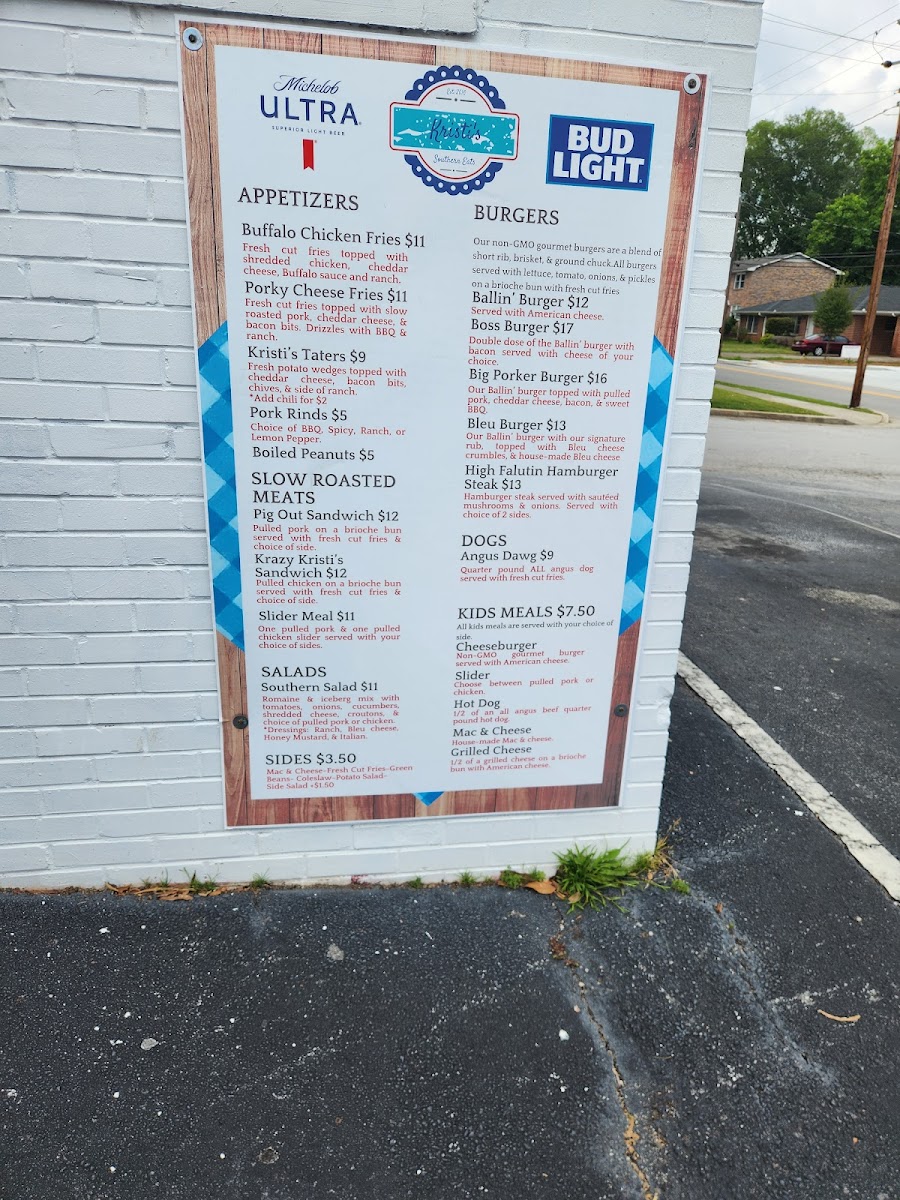 Michelob
ULTRA
SUPERIOR LIGHT BEER
Kristi's
Southern Eats
BUD
LIGHT
APPETIZERS
Buffalo Chicken Fries $11
Fresh cut fries topped with
shredded chicken, cheddar
cheese, Buffalo sauce and ranch.
Porky Cheese Fries $11
Fresh cut fries topped with slow
roasted pork, cheddar cheese, &
bacon bits. Drizzles with BBQ &
ranch.
Kristi's Taters $9
Fresh potato wedges topped with
cheddar cheese, bacon bits,
chives, & side of ranch.
*Add chili for $2
Pork Rinds $5
Choice of BBQ, Spicy, Ranch, or
Lemon Pepper.
Boiled Peanuts $5
SLOW ROASTED
MEATS
Pig Out Sandwich $12
Pulled pork on a brioche bun
served with fresh cut fries &
choice of side.
Krazy Kristi's
Sandwich $12
Pulled chicken on a brioche bun
served with fresh cut fries &
choice of side.
Slider Meal $11
One pulled pork & one pulled
chicken slider served with your
choice of sides.
SALADS
Southern Salad $11
Romaine & iceberg mix with
tomatoes, onions, cucumbers,
shredded cheese, croutons, &
choice of pulled pork or chicken.
*Dressings: Ranch, Bleu cheese,
Honey Mustard, & Italian.
SIDES $3.50
Mac & Cheese-Fresh Cut Fries-Green
Beans- Coleslaw-Potato Salad-
Side Salad +$1.50
BURGERS
Our non-GMO gourmet burgers are a blend of
short rib, brisket, & ground chuck.All burgers
served with lettuce, tomato, onions, & pickles
on a brioche bun with fresh cut fries
Ballin' Burger $12
Served with American cheese.
Boss Burger $17
Double dose of the Ballin' burger with
bacon served with cheese of your
choice.
Big Porker Burger $16
Our Ballin' burger topped with pulled
pork, cheddar cheese, bacon, & sweet
BBQ.
Bleu Burger $13
Our Ballin' burger with our signature
rub, topped with Bleu cheese
crumbles, & house-made Bleu cheese
High Falutin Hamburger
Steak $13
Hamburger steak served with sautéed
mushrooms & onions. Served with
choice of 2 sides.
DOGS
Angus Dawg $9
Quarter pound ALL angus dog
served with fresh cut fries.
KIDS MEALS $7.50
All kids meals are served with your choice of
side.
Cheeseburger
Non-GMO gourmet burger
served with American cheese.
Slider
Choose between pulled pork or
chicken.
Hot Dog
1/2 of an all angus beef quarter
pound hot dog.
Mac & Cheese
House-made Mac & cheese.
Grilled Cheese
1/2 of a grilled cheese on a brioche
bun with American cheese.